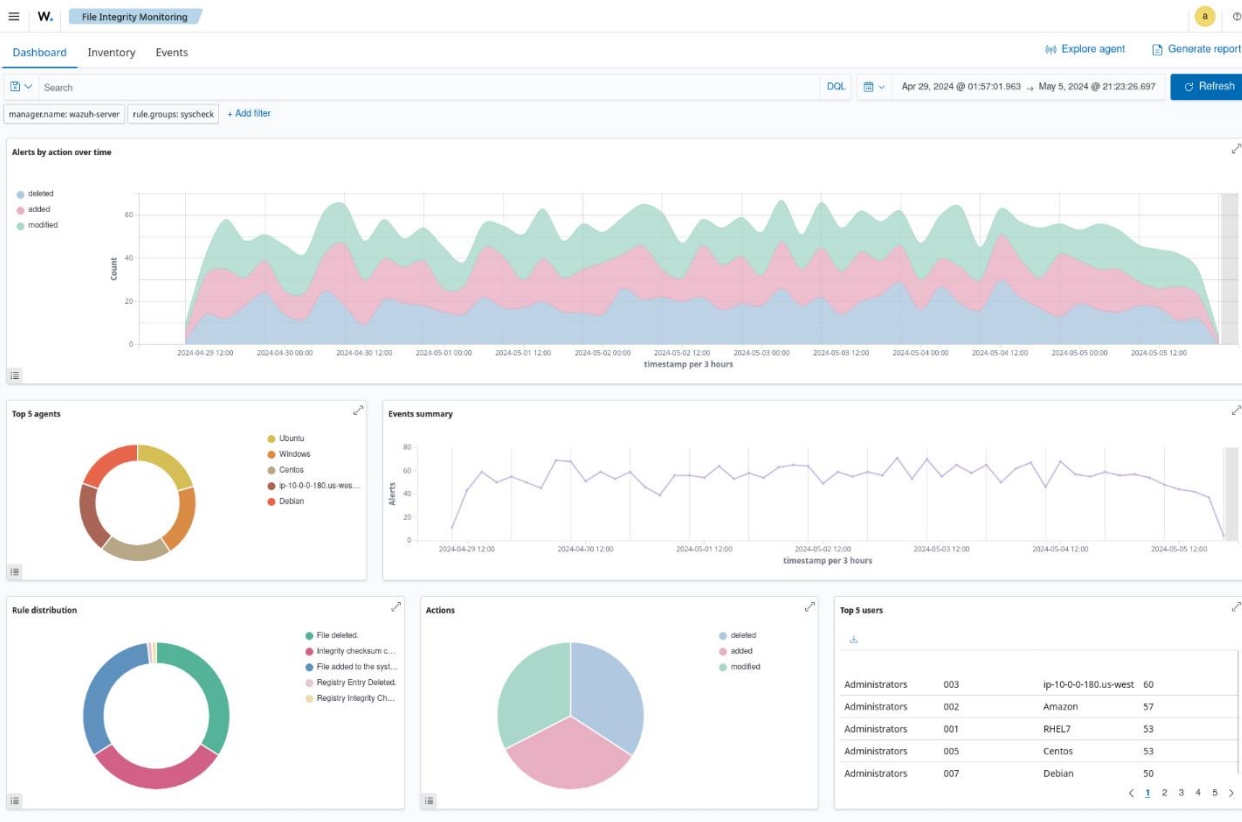 W. File Integrity Monitoring a
Dashboard Inventory Events Explore agent Generate report
Search DQL Apr 29, 2024 @ 01:57:01.963 → May 5, 2024 @ 21:23:26.697 Refresh
manager.name: wazuh-server rule.groups: syscheck + Add filter
Alerts by action over time
deleted
added
modified
Count
60
40
20
0
2024-04-29 12:00 2024-04-30 00:00 2024-04-30 12:00 2024-05-01 00:00 2024-05-01 12:00 2024-05-02 00:00 2024-05-02 12:00 2024-05-03 00:00 2024-05-03 12:00 2024-05-04 00:00 2024-05-04 12:00 2024-05-05 00:00 2024-05-05 12:00
timestamp per 3 hours
Top 5 agents
Ubuntu
Windows
Centos
ip-10-0-0-180.us-wes...
Debian
Events summary
Alerts
80
60
40
20
0
2024-04-29 12:00 2024-04-30 12:00 2024-05-01 12:00 2024-05-02 12:00 2024-05-03 12:00 2024-05-04 12:00 2024-05-05 12:00
timestamp per 3 hours
Rule distribution
File deleted.
Integrity checksum c...
File added to the syst...
Registry Entry Deleted.
Registry Integrity Ch...
Actions
deleted
added
modified
Top 5 users
Administrators 003 ip-10-0-0-180.us-west 60
Administrators 002 Amazon 57
Administrators 001 RHEL7 53
Administrators 005 Centos 53
Administrators 007 Debian 50
< 1 2 3 4 5 >